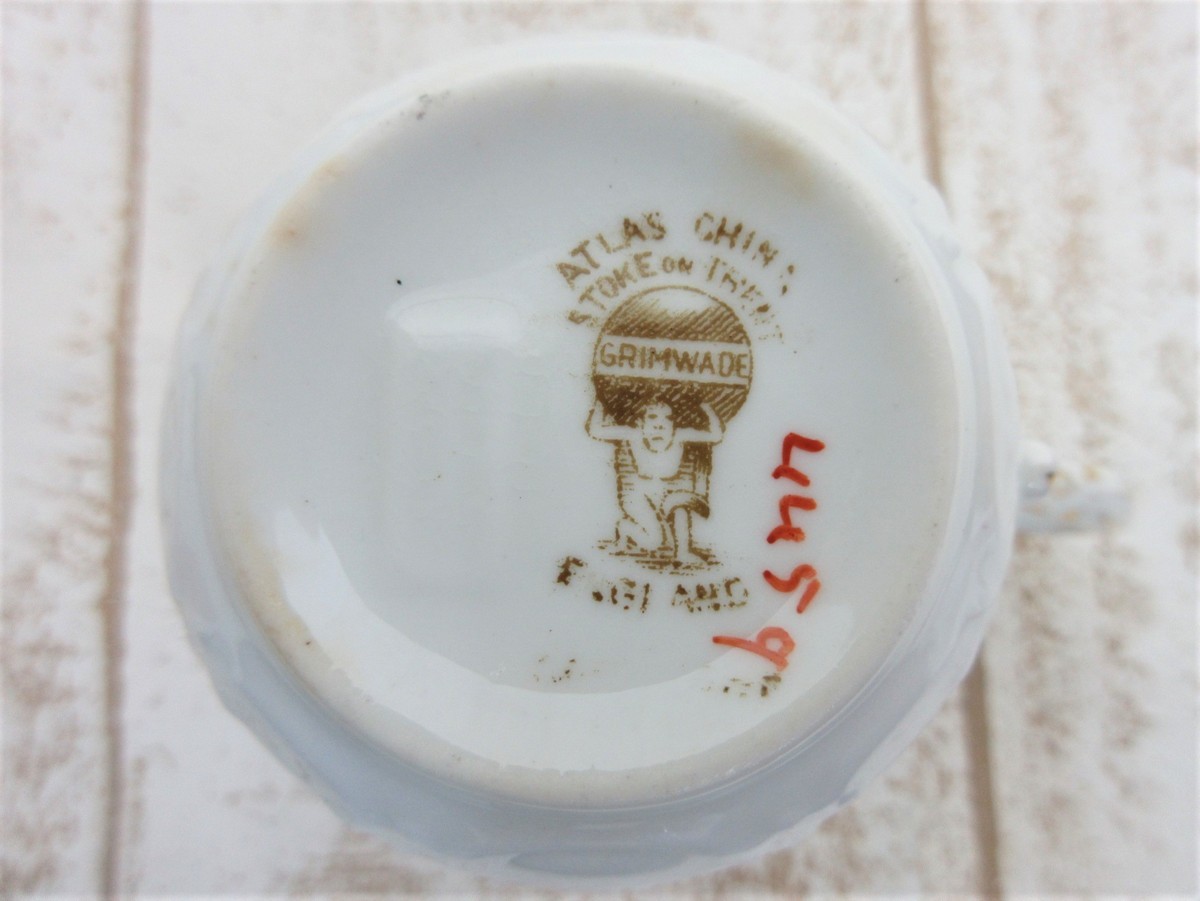 ATLAS CHINA
STOKE ON TRENT
GRIMWADE
ENGLAND
4459